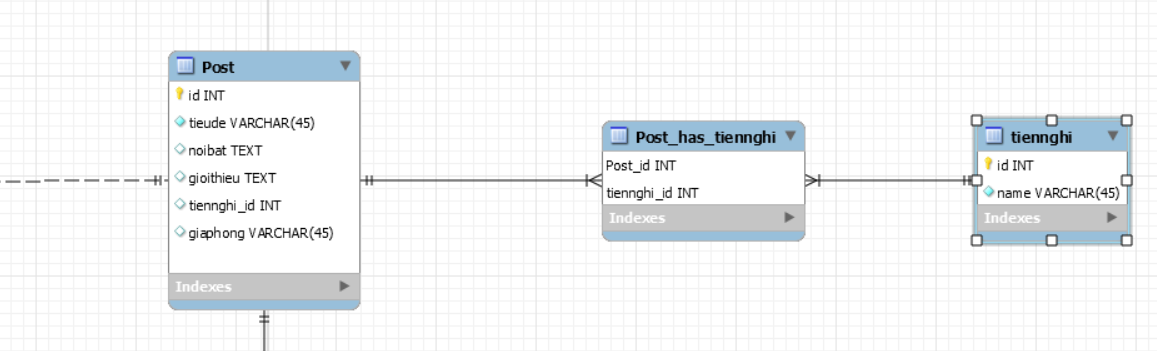 Post
id INT
tieude VARCHAR(45)
noibat TEXT
gioithieu TEXT
tiennghi_id INT
giaphong VARCHAR(45)
Indexes
Post_has_tiennghi
Post_id INT
tiennghi_id INT
Indexes
tiennghi
id INT
name VARCHAR(45)
Indexes